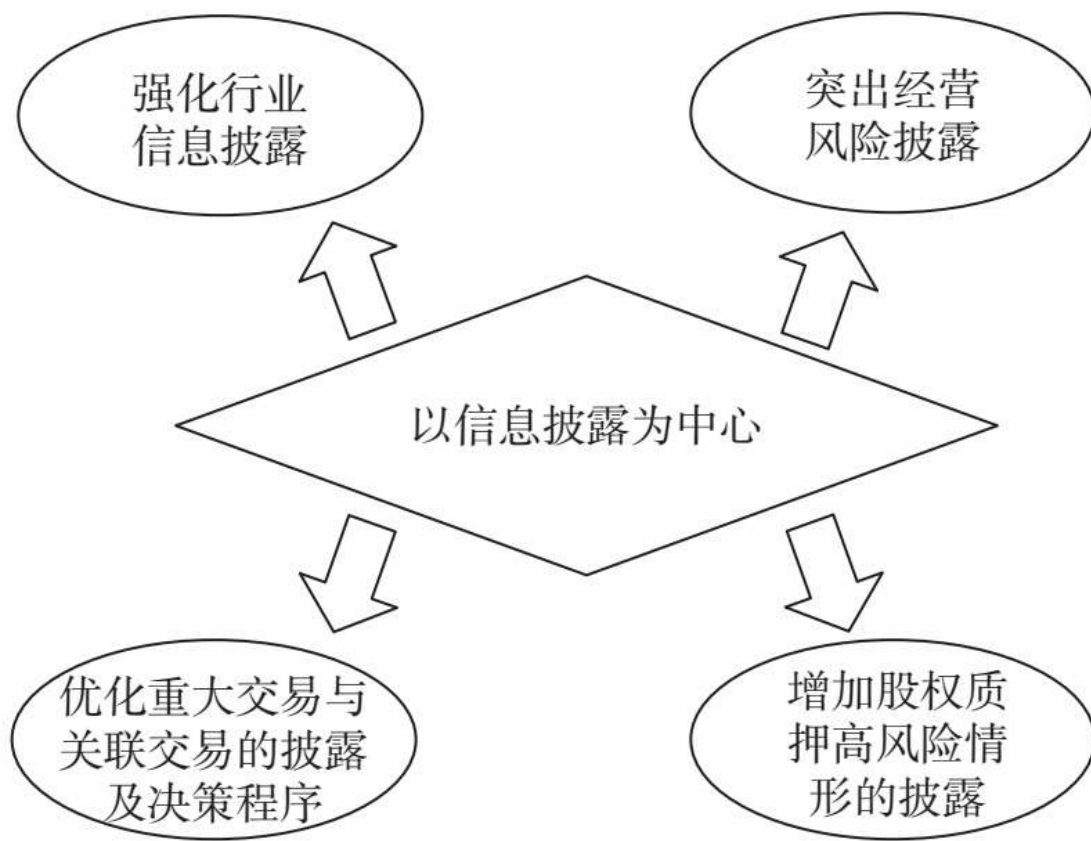 强化行业
信息披露
突出经营
风险披露
以信息披露为中心
优化重大交易与
关联交易的披露
及决策程序
增加股权质
押高风险情
形的披露